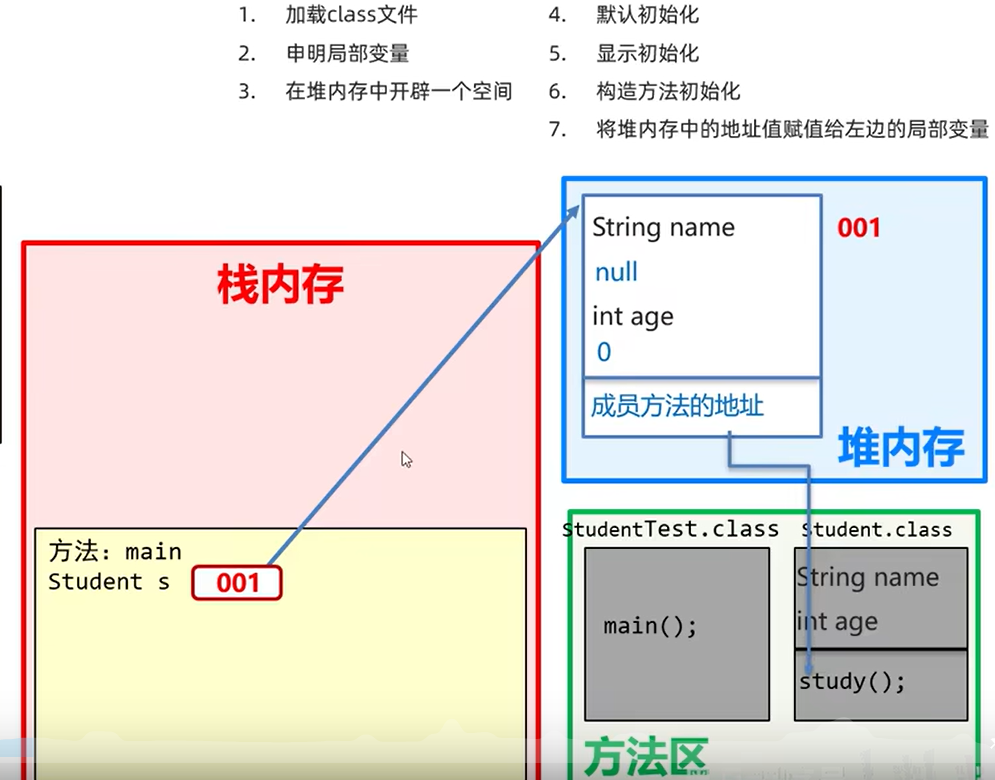 1. 加载class文件
2. 申明局部变量
3. 在堆内存中开辟一个空间
4. 默认初始化
5. 显示初始化
6. 构造方法初始化
7. 将堆内存中的地址值赋值给左边的局部变量
栈内存
方法: main
Student s 001
String name
null
int age
0
成员方法的地址
001
堆内存
StudentTest.class
main();
Student.class
String name
int age
study();
方法区